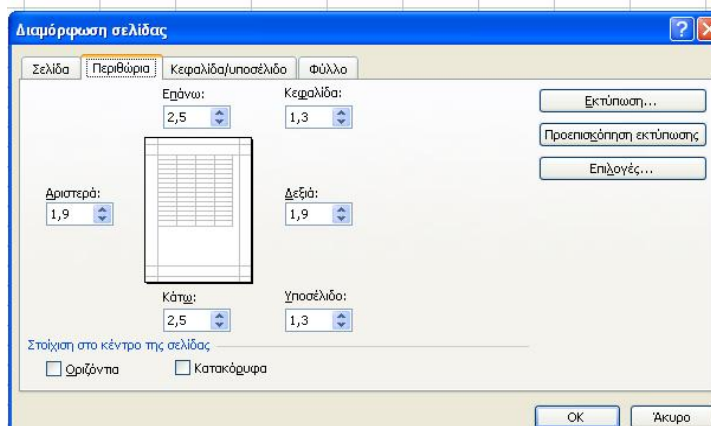 Διαμόρφωση σελίδας
Σελίδα Περιθώρια Κεφαλίδα/υποσέλιδο Φύλλο
Επάνω: Κεφαλίδα:
2,5 1,3
Εκτύπωση...
Προεπισκόπηση εκτύπωσης
Επιλογές...
Αριστερά: Δεξιά:
1,9 1,9
Κάτω: Υποσέλιδο:
2,5 1,3
Στοίχιση στο κέντρο της σελίδας
Οριζόντια Κατακόρυφα
OK Άκυρο